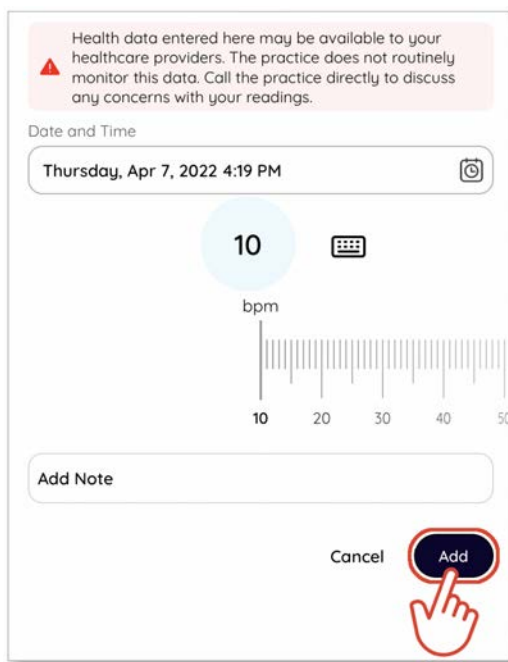 Health data entered here may be available to your
healthcare providers. The practice does not routinely
monitor this data. Call the practice directly to discuss
any concerns with your readings.
Date and Time
Thursday, Apr 7, 2022 4:19 PM
10
bpm
10 20 30 40 50
Add Note
Cancel Add